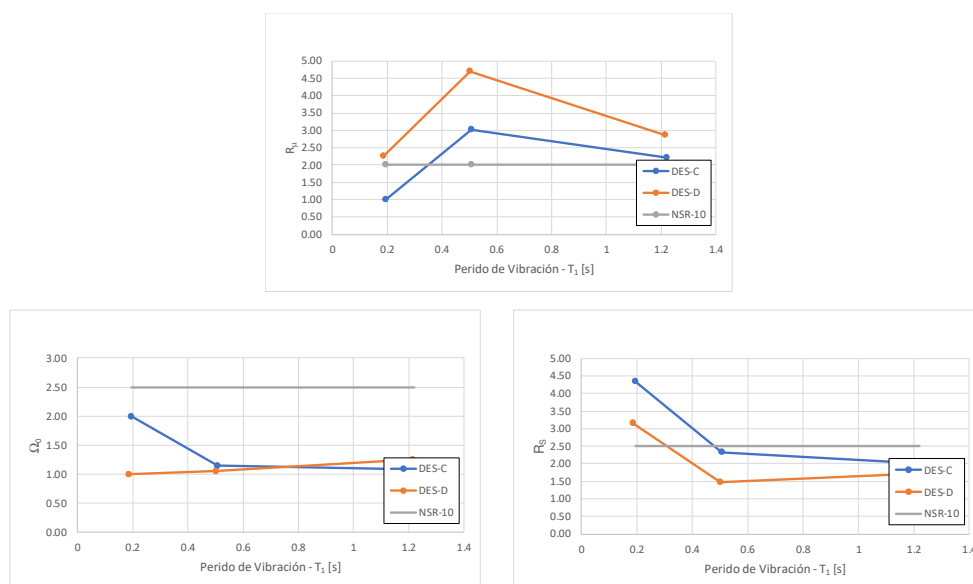 5.00
4.50
4.00
3.50
3.00
2.50
2.00
1.50
1.00
0.50
0.00
Rμ
0 0.2 0.4 0.6 0.8 1 1.2 1.4
Perido de Vibración - T₁ [s]
DES-C
DES-D
NSR-10
3.00
2.50
2.00
1.50
1.00
0.50
0.00
Ω₀
0 0.2 0.4 0.6 0.8 1 1.2 1.4
Perido de Vibración - T₁ [s]
DES-C
DES-D
NSR-10
5.00
4.50
4.00
3.50
3.00
2.50
2.00
1.50
1.00
0.50
0.00
RS
0 0.2 0.4 0.6 0.8 1 1.2 1.4
Perido de Vibración - T₁ [s]
DES-C
DES-D
NSR-10